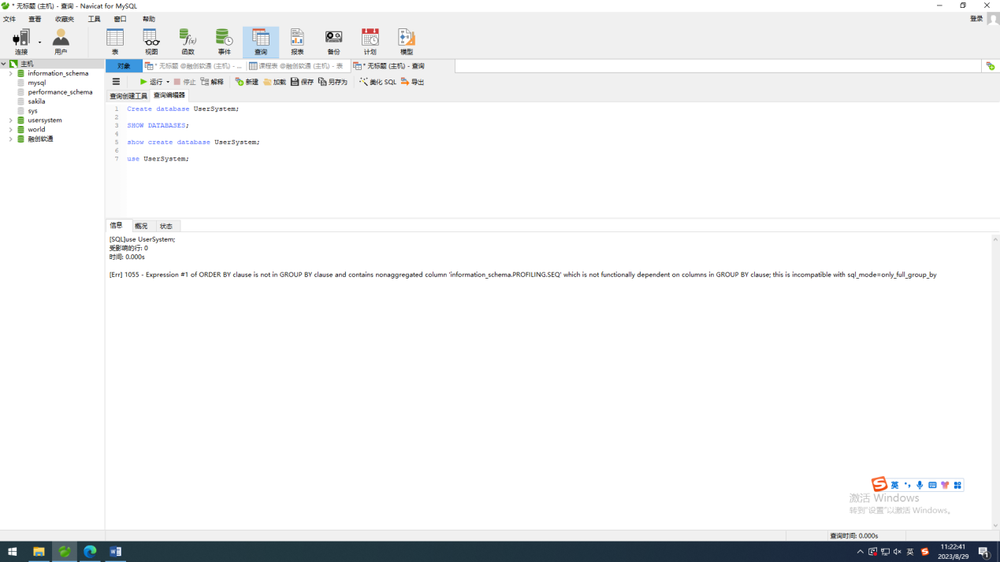 * 无标题 (主机) - 查询 - Navicat for MySQL
文件 查看 收藏夹 工具 窗口 帮助
登录
连接 用户 表 视图 函数 事件 查询 报表 备份 计划 模型
主机
information_schema
mysql
performance_schema
sakila
sys
usersystem
world
融创软通
对象 * 无标题 @融创软通 (主机) - ... 课程表 @融创软通 (主机) - 表 * 无标题 (主机) - 查询
运行 停止 解释 新建 加载 保存 另存为 美化 SQL 导出
查询创建工具 查询编辑器
1 Create database UserSystem;
2
3 SHOW DATABASES;
4
5 show create database UserSystem;
6
7 use UserSystem;
信息 概况 状态
[SQL]use UserSystem;
受影响的行: 0
时间: 0.000s
[Err] 1055 - Expression #1 of ORDER BY clause is not in GROUP BY clause and contains nonaggregated column 'information_schema.PROFILING.SEQ' which is not functionally dependent on columns in GROUP BY clause; this is incompatible with sql_mode=only_full_group_by
S 英
激活 Windows
转到"设置"以激活 Windows。
查询时间: 0.000s
英 S 11:22:41
2023/8/29
1